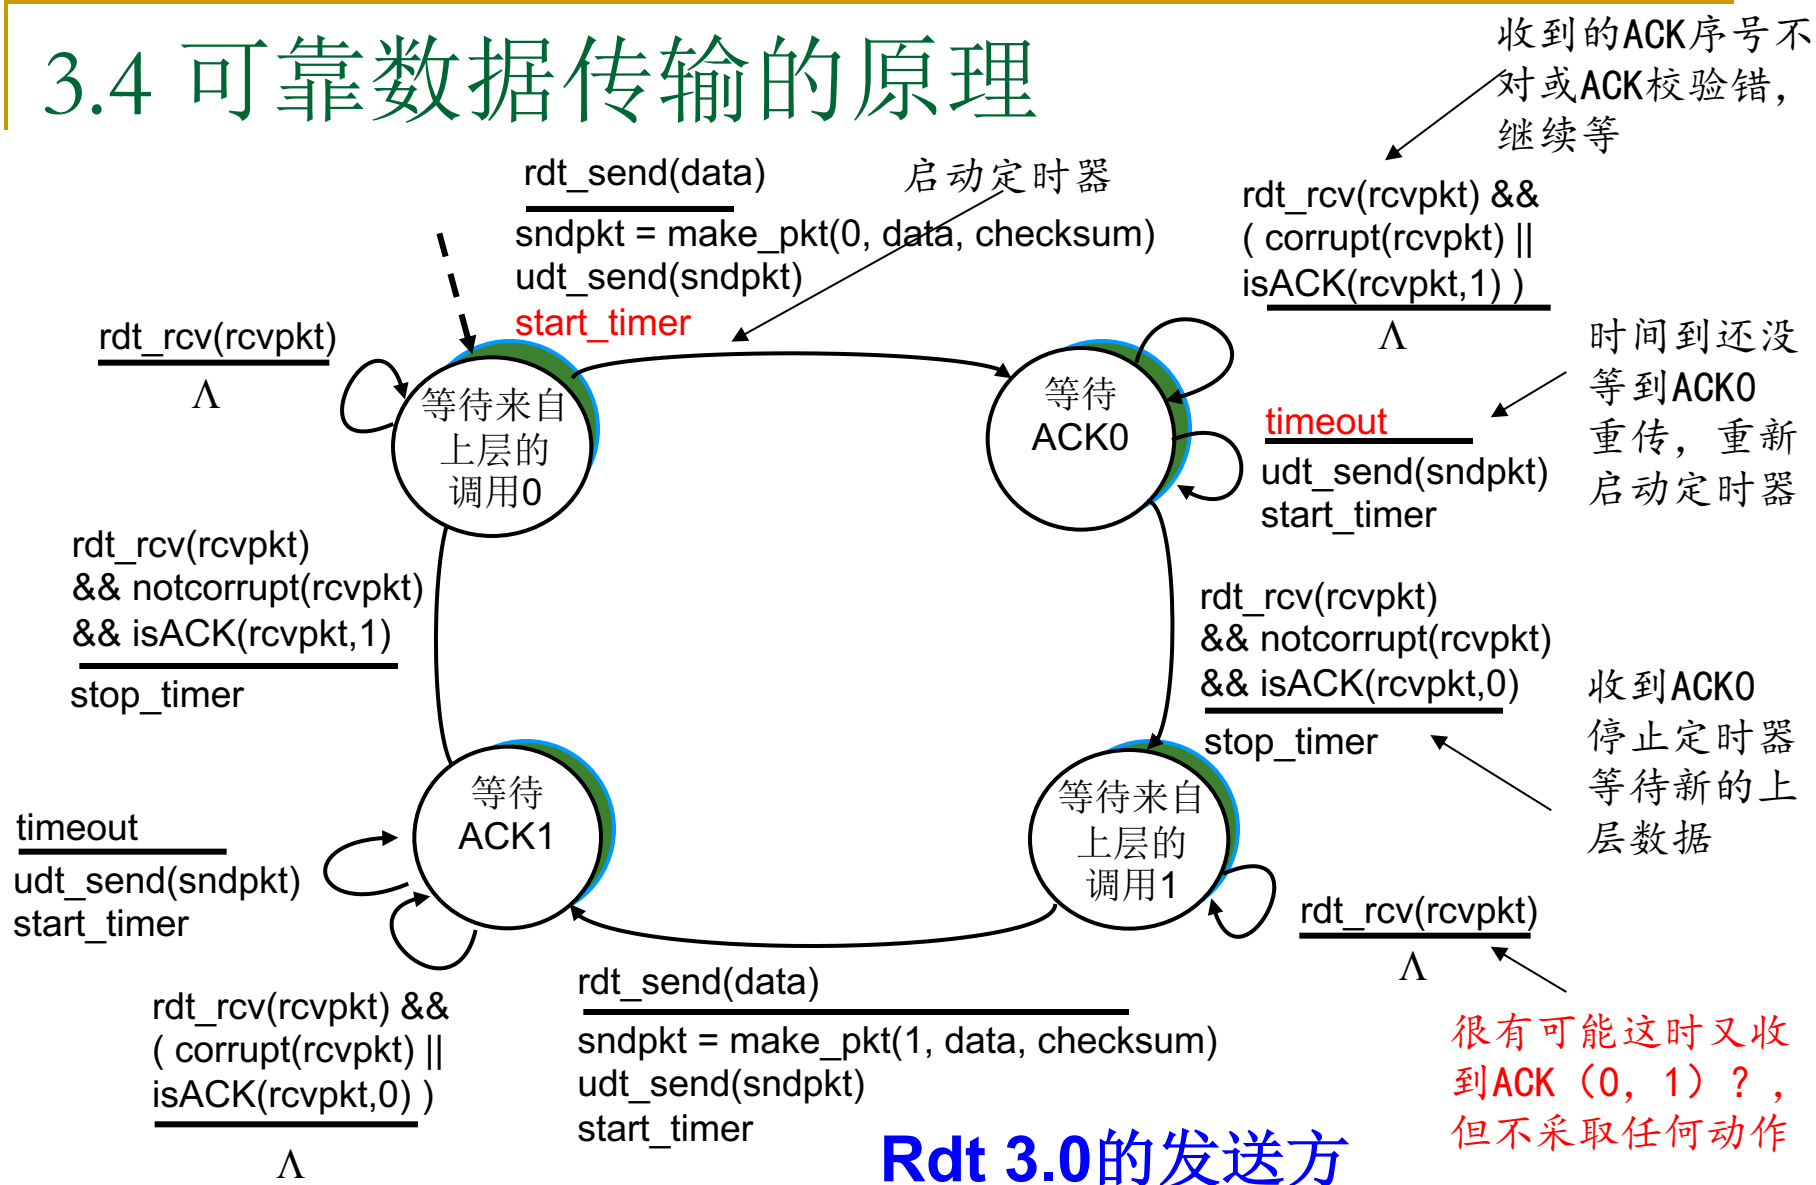 3.4 可靠数据传输的原理
收到的ACK序号不
对或ACK校验错，
继续等
rdt_send(data)
启动定时器
sndpkt = make_pkt(0, data, checksum)
udt_send(sndpkt)
start_timer
rdt_rcv(rcvpkt) &&
( corrupt(rcvpkt) ||
isACK(rcvpkt,1) )
Λ
rdt_rcv(rcvpkt)
Λ
等待来自
上层的
调用0
等待
ACK0
时间到还没
等到ACK0
重传，重新
启动定时器
timeout
udt_send(sndpkt)
start_timer
rdt_rcv(rcvpkt)
&& notcorrupt(rcvpkt)
&& isACK(rcvpkt,1)
stop_timer
rdt_rcv(rcvpkt)
&& notcorrupt(rcvpkt)
&& isACK(rcvpkt,0)
stop_timer
收到ACK0
停止定时器
等待新的上
层数据
等待
ACK1
等待来自
上层的
调用1
timeout
udt_send(sndpkt)
start_timer
rdt_rcv(rcvpkt)
Λ
rdt_rcv(rcvpkt) &&
( corrupt(rcvpkt) ||
isACK(rcvpkt,0) )
Λ
rdt_send(data)
sndpkt = make_pkt(1, data, checksum)
udt_send(sndpkt)
start_timer
很有可能这时又收
到ACK（0，1）？，
但不采取任何动作
Rdt 3.0的发送方